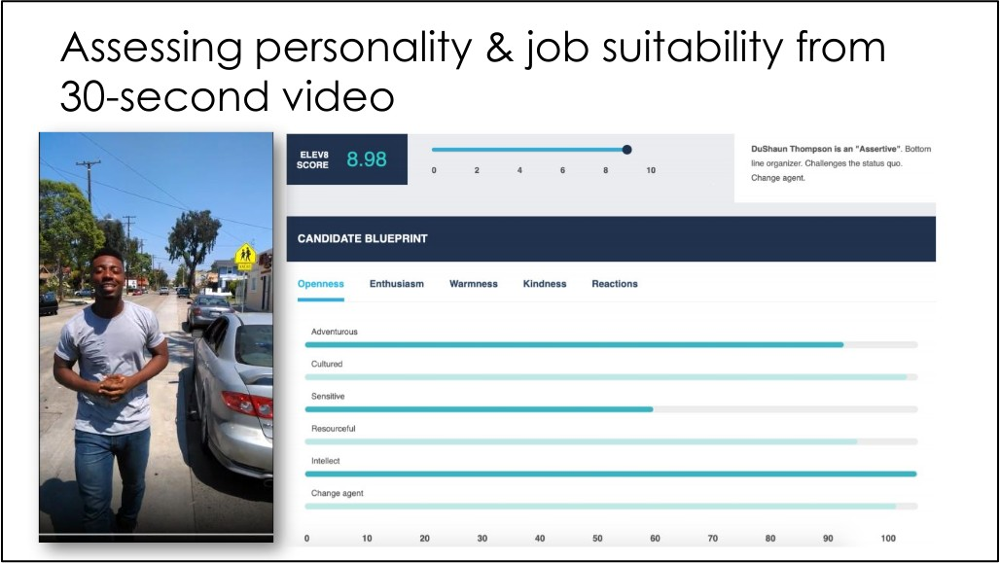 Assessing personality & job suitability from
30-second video
ELEV8
SCORE
8.98
0 2 4 6 8 10
DuShaun Thompson is an "Assertive". Bottom
line organizer. Challenges the status quo.
Change agent.
CANDIDATE BLUEPRINT
Openness Enthusiasm Warmness Kindness Reactions
Adventurous
Cultured
Sensitive
Resourceful
Intellect
Change agent
0 10 20 30 40 50 60 70 80 90 100